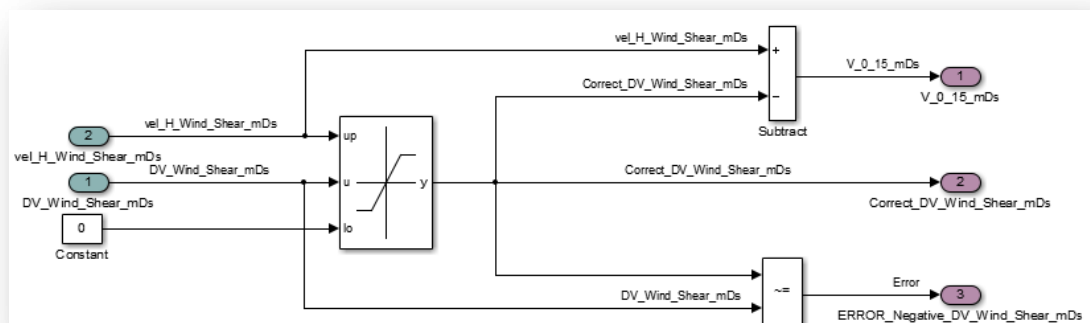 vel_H_Wind_Shear_mDs
+
V_0_15_mDs
1
Correct_DV_Wind_Shear_mDs
−
V_0_15_mDs
vel_H_Wind_Shear_mDs
Subtract
2
up
vel_H_Wind_Shear_mDs
DV_Wind_Shear_mDs
Correct_DV_Wind_Shear_mDs
1
u
y
2
DV_Wind_Shear_mDs
Correct_DV_Wind_Shear_mDs
0
lo
Constant
Error
DV_Wind_Shear_mDs
~=
3
ERROR_Negative_DV_Wind_Shear_mDs